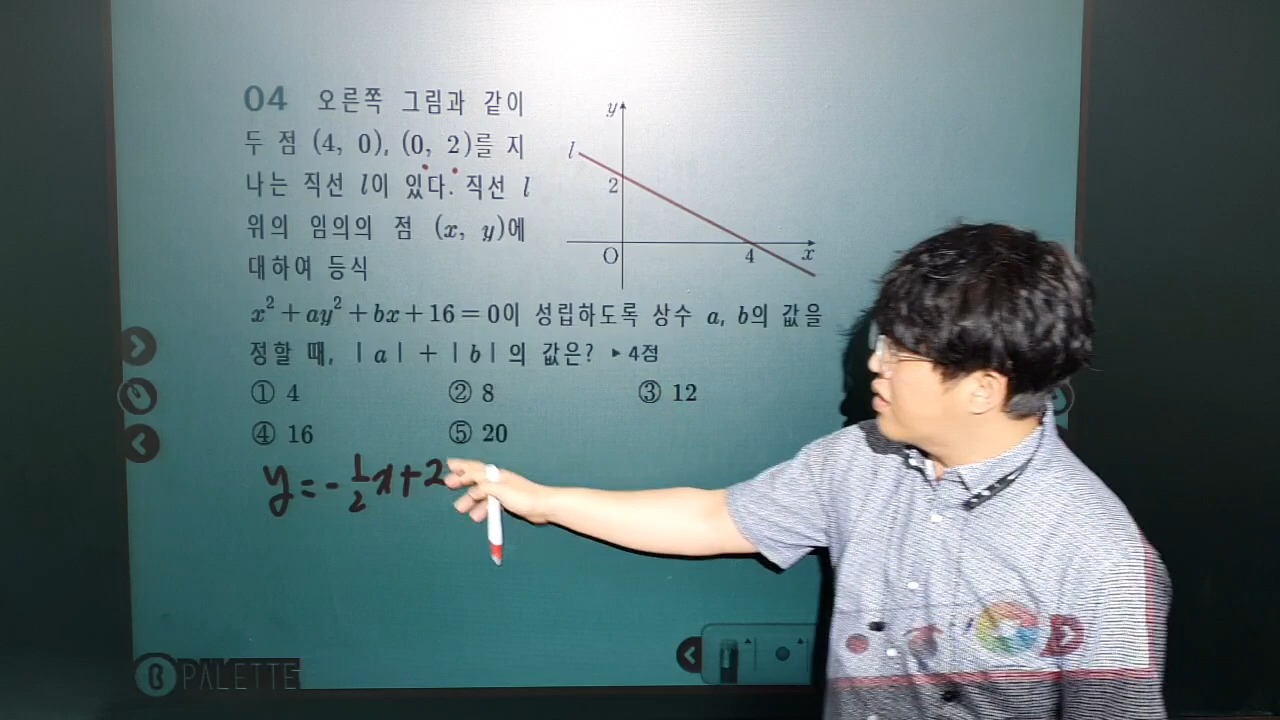 04 오른쪽 그림과 같이
두 점 (4, 0), (0, 2)를 지
나는 직선 l이 있다. 직선 l
위의 임의의 점 (x, y)에
대하여 등식
x²+ay²+bx+16=0이 성립하도록 상수 a, b의 값을
정할 때, |a|+|b|의 값은? ▸4점
① 4 ② 8 ③ 12
④ 16 ⑤ 20
y
l
2
O 4 x
y=-1/2x+2
PALETTE